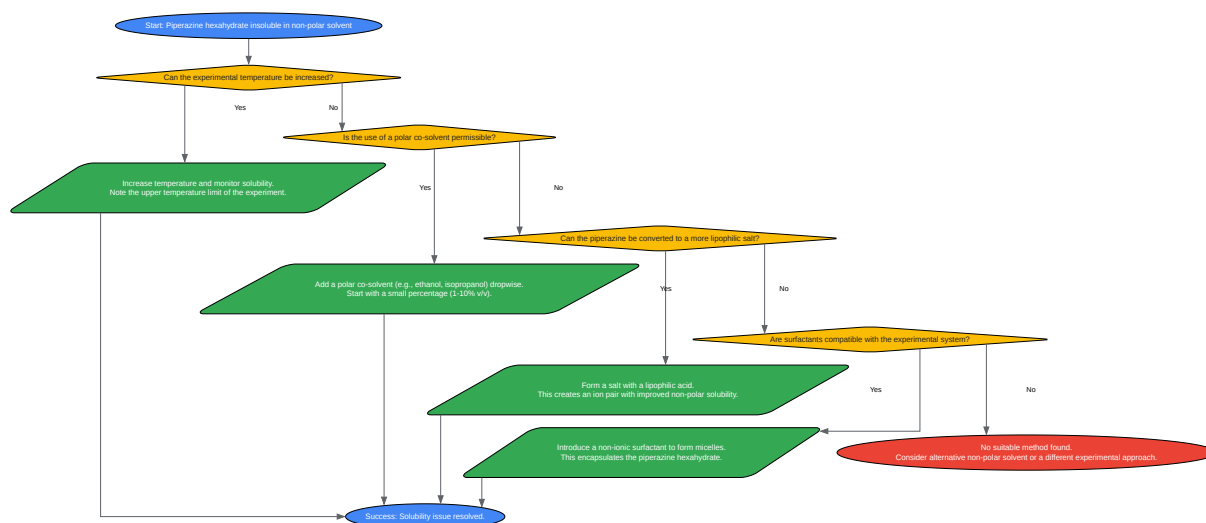 Start: Piperazine hexahydrate insoluble in non-polar solvent
Can the experimental temperature be increased?
Yes
No
Is the use of a polar co-solvent permissible?
Increase temperature and monitor solubility.
Note the upper temperature limit of the experiment.
Yes
No
Can the piperazine be converted to a more lipophilic salt?
Add a polar co-solvent (e.g., ethanol, isopropanol) dropwise.
Start with a small percentage (1-10% v/v).
Yes
No
Are surfactants compatible with the experimental system?
Form a salt with a lipophilic acid.
This creates an ion pair with improved non-polar solubility.
Yes
No
Introduce a non-ionic surfactant to form micelles.
This encapsulates the piperazine hexahydrate.
No suitable method found.
Consider alternative non-polar solvent or a different experimental approach.
Success: Solubility issue resolved.